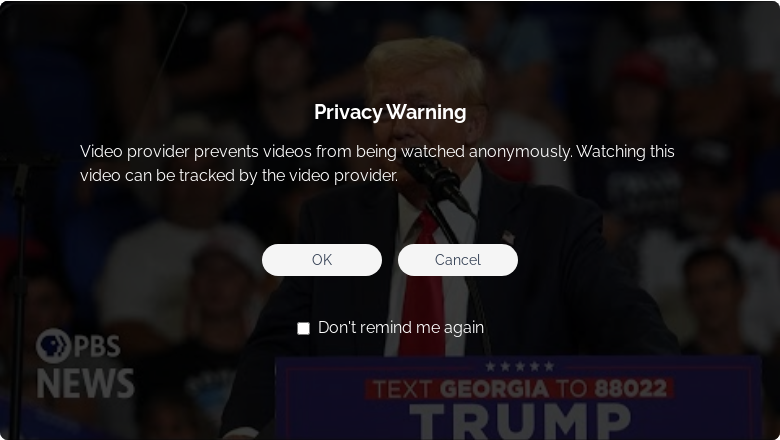 Privacy Warning
Video provider prevents videos from being watched anonymously. Watching this
video can be tracked by the video provider.
OK
Cancel
Don't remind me again
PBS
NEWS
TEXT GEORGIA TO 88022
TRUMP